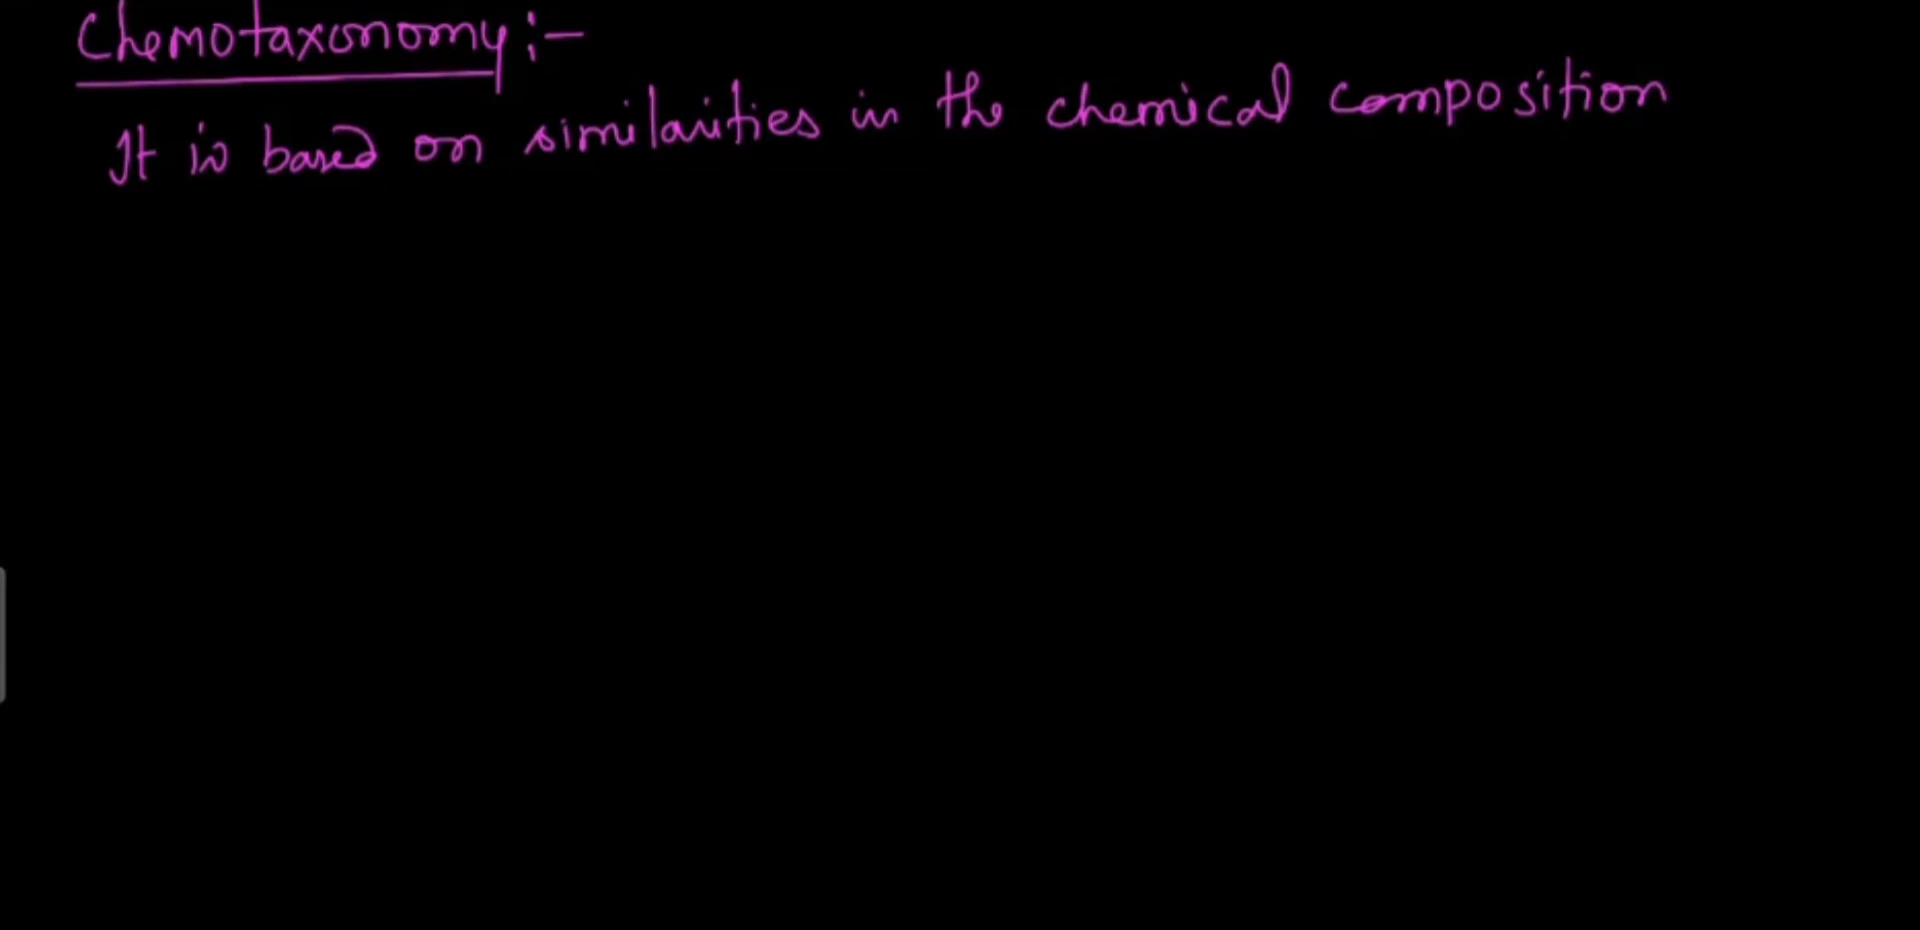 Chemotaxonomy:-
It is based on similarities in the chemical composition